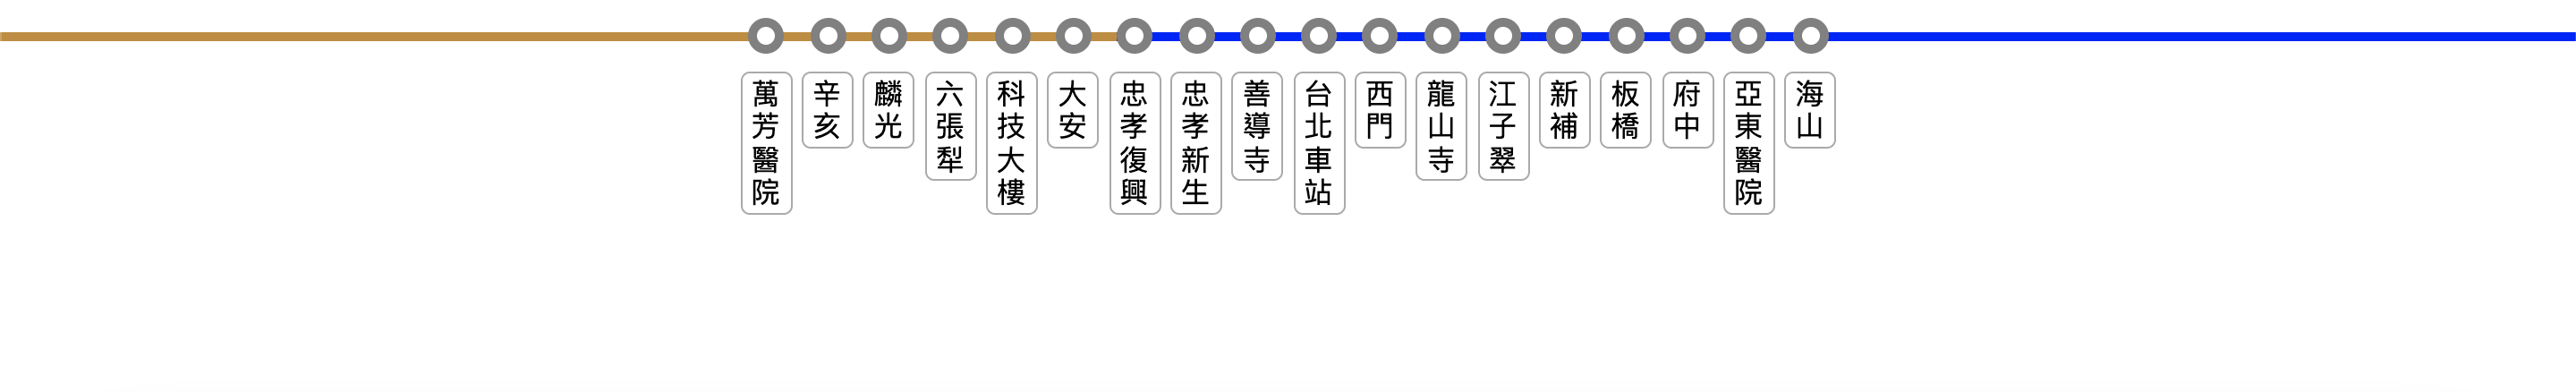 萬芳醫院
辛亥
麟光
六張犁
科技大樓
大安
忠孝復興
忠孝新生
善導寺
台北車站
西門
龍山寺
江子翠
新補
板橋
府中
亞東醫院
海山